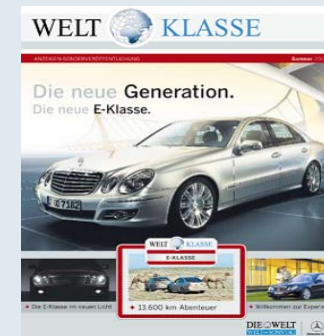 WELT KLASSE
ANZEIGEN-SONDERVERÖFFENTLICHUNG Sommer
Die neue Generation.
Die neue E-Klasse.
WELT KLASSE
E-KLASSE
Die E-Klasse im neuen Licht
13.600 km Abenteuer
Willkommen zur
DIE WELT